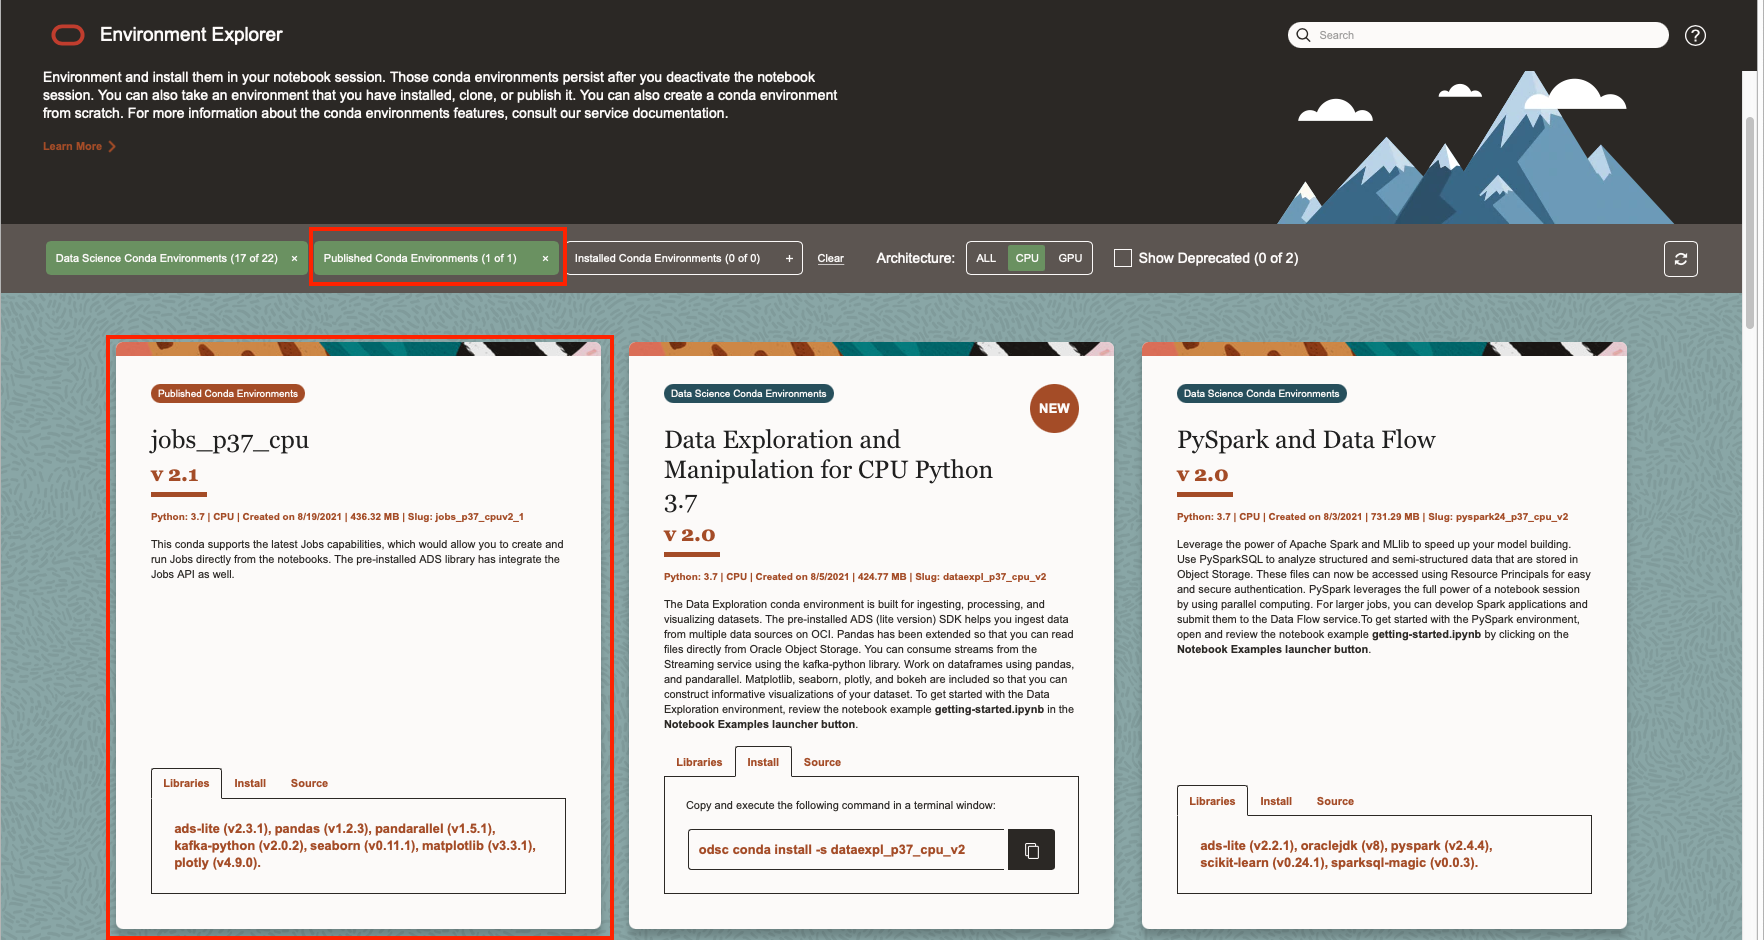 Environment Explorer
Search
?
Environment and install them in your notebook session. Those conda environments persist after you deactivate the notebook
session. You can also take an environment that you have installed, clone, or publish it. You can also create a conda environment
from scratch. For more information about the conda environments features, consult our service documentation.
Learn More
Data Science Conda Environments (17 of 22) ×
Published Conda Environments (1 of 1) ×
Installed Conda Environments (0 of 0) +
Clear
Architecture:
ALL
CPU
GPU
Show Deprecated (0 of 2)
Published Conda Environments
jobs_p37_cpu
v 2.1
Python: 3.7 | CPU | Created on 8/19/2021 | 436.32 MB | Slug: jobs_p37_cpuv2_1
This conda supports the latest Jobs capabilities, which would allow you to create and
run Jobs directly from the notebooks. The pre-installed ADS library has integrate the
Jobs API as well.
Libraries
Install
Source
ads-lite (v2.3.1), pandas (v1.2.3), pandarallel (v1.5.1),
kafka-python (v2.0.2), seaborn (v0.11.1), matplotlib (v3.3.1),
plotly (v4.9.0).
Data Science Conda Environments
NEW
Data Exploration and
Manipulation for CPU Python
3.7
v 2.0
Python: 3.7 | CPU | Created on 8/5/2021 | 424.77 MB | Slug: dataexpl_p37_cpu_v2
The Data Exploration conda environment is built for ingesting, processing, and
visualizing datasets. The pre-installed ADS (lite version) SDK helps you ingest data
from multiple data sources on OCI. Pandas has been extended so that you can read
files directly from Oracle Object Storage. You can consume streams from the
Streaming service using the kafka-python library. Work on dataframes using pandas,
and pandarallel. Matplotlib, seaborn, plotly, and bokeh are included so that you can
construct informative visualizations of your dataset. To get started with the Data
Exploration environment, review the notebook example getting-started.ipynb in the
Notebook Examples launcher button.
Libraries
Install
Source
Copy and execute the following command in a terminal window:
odsc conda install -s dataexpl_p37_cpu_v2
Data Science Conda Environments
PySpark and Data Flow
v 2.0
Python: 3.7 | CPU | Created on 8/3/2021 | 731.29 MB | Slug: pyspark24_p37_cpu_v2
Leverage the power of Apache Spark and MLlib to speed up your model building.
Use PySparkSQL to analyze structured and semi-structured data that are stored in
Object Storage. These files can now be accessed using Resource Principals for easy
and secure authentication. PySpark leverages the full power of a notebook session
by using parallel computing. For larger jobs, you can develop Spark applications and
submit them to the Data Flow service.To get started with the PySpark environment,
open and review the notebook example getting-started.ipynb by clicking on the
Notebook Examples launcher button.
Libraries
Install
Source
ads-lite (v2.2.1), oraclejdk (v8), pyspark (v2.4.4),
scikit-learn (v0.24.1), sparksql-magic (v0.0.3).